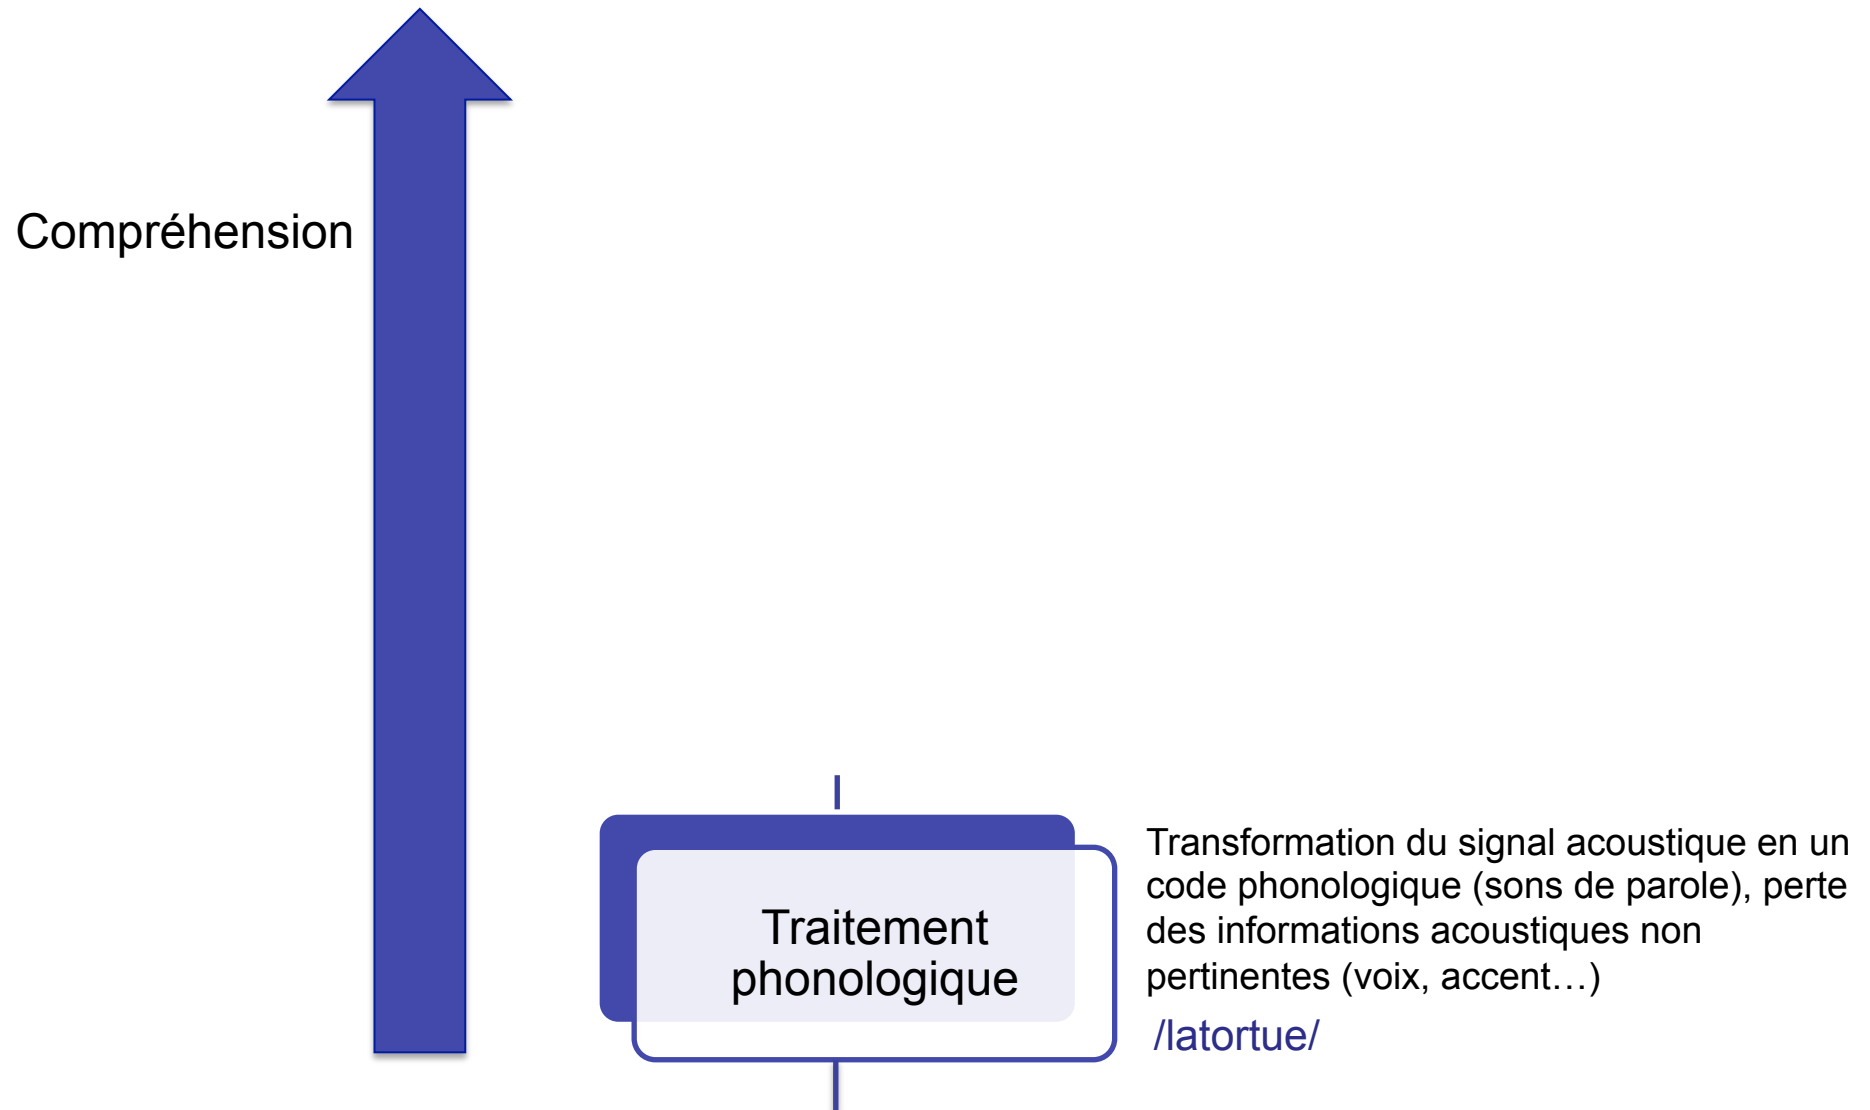 Compréhension
Traitement
phonologique
Transformation du signal acoustique en un
code phonologique (sons de parole), perte
des informations acoustiques non
pertinentes (voix, accent…)
/latortue/